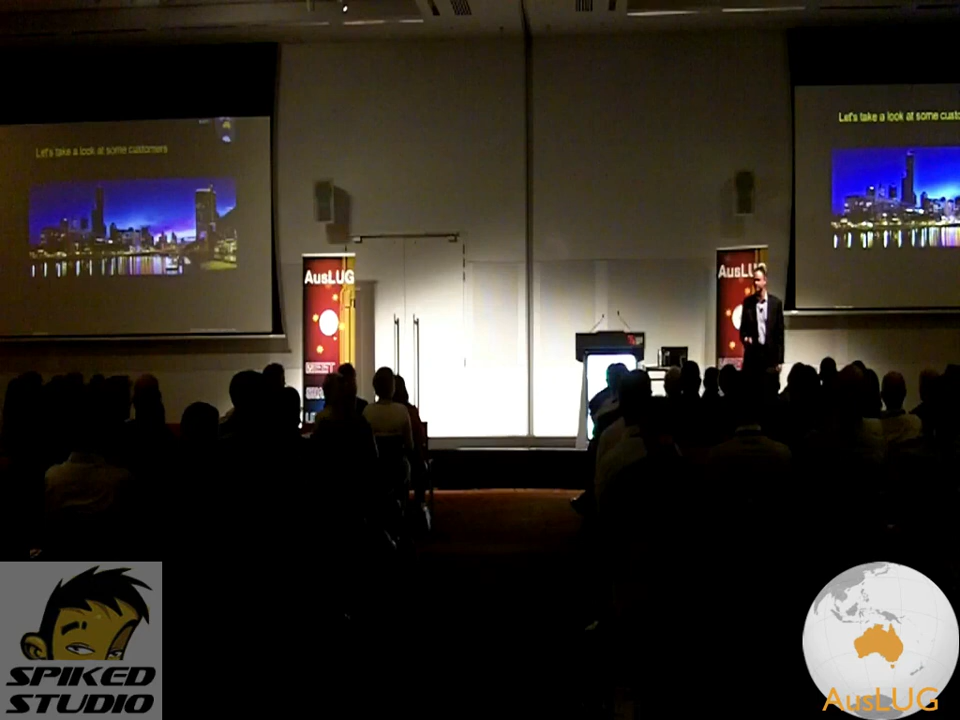 Let's take a look at some customers
Let's take a look at some custo
AusLUG
AusLUG
SPIKED
STUDIO
AusLUG